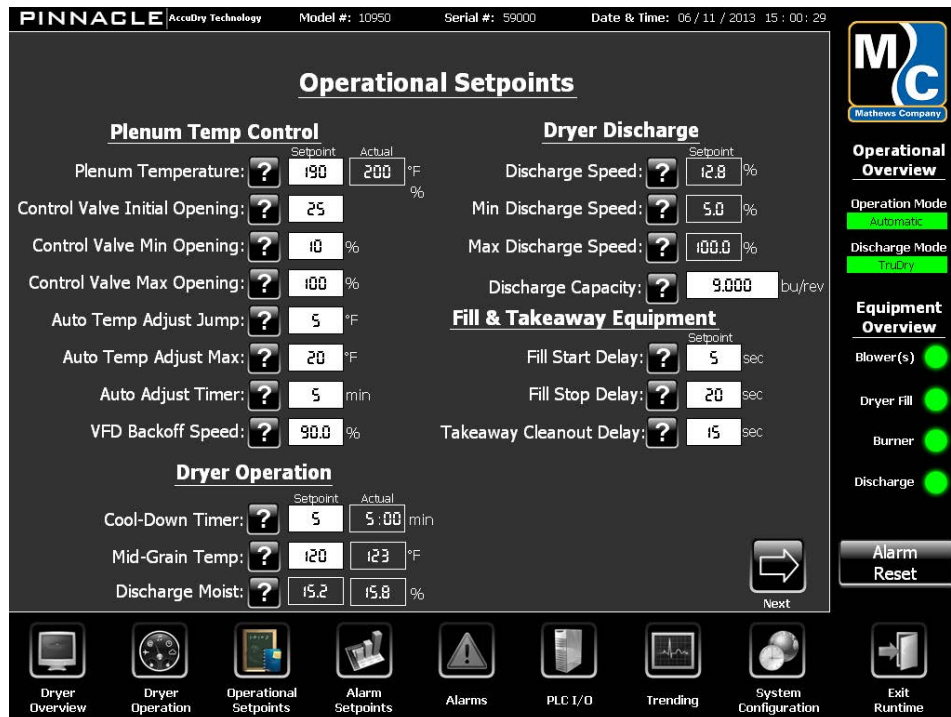 PINNACLE AccuDry Technology Model #: 10950 Serial #: 59000 Date & Time: 06/11/2013 15:00:29
MC
Mathews Company
Operational Setpoints
Plenum Temp Control
Setpoint Actual
Plenum Temperature: ? 190 200 °F
%
Control Valve Initial Opening: ? 25
Control Valve Min Opening: ? 10 %
Control Valve Max Opening: ? 100 %
Auto Temp Adjust Jump: ? 5 °F
Auto Temp Adjust Max: ? 20 °F
Auto Adjust Timer: ? 5 min
VFD Backoff Speed: ? 90.0 %
Dryer Operation
Setpoint Actual
Cool-Down Timer: ? 5 5:00 min
Mid-Grain Temp: ? 120 123 °F
Discharge Moist: ? 15.2 15.8 %
Dryer Discharge
Setpoint
Discharge Speed: ? 12.8 %
Min Discharge Speed: ? 5.0 %
Max Discharge Speed: ? 100.0 %
Discharge Capacity: ? 9.000 bu/rev
Fill & Takeaway Equipment
Setpoint
Fill Start Delay: ? 5 sec
Fill Stop Delay: ? 20 sec
Takeaway Cleanout Delay: ? 15 sec
Next
Operational
Overview
Operation Mode
Automatic
Discharge Mode
TruDry
Equipment
Overview
Blower(s)
Dryer Fill
Burner
Discharge
Alarm
Reset
Dryer
Overview
Dryer
Operation
Operational
Setpoints
Alarm
Setpoints
Alarms
PLC I/O
Trending
System
Configuration
Exit
Runtime